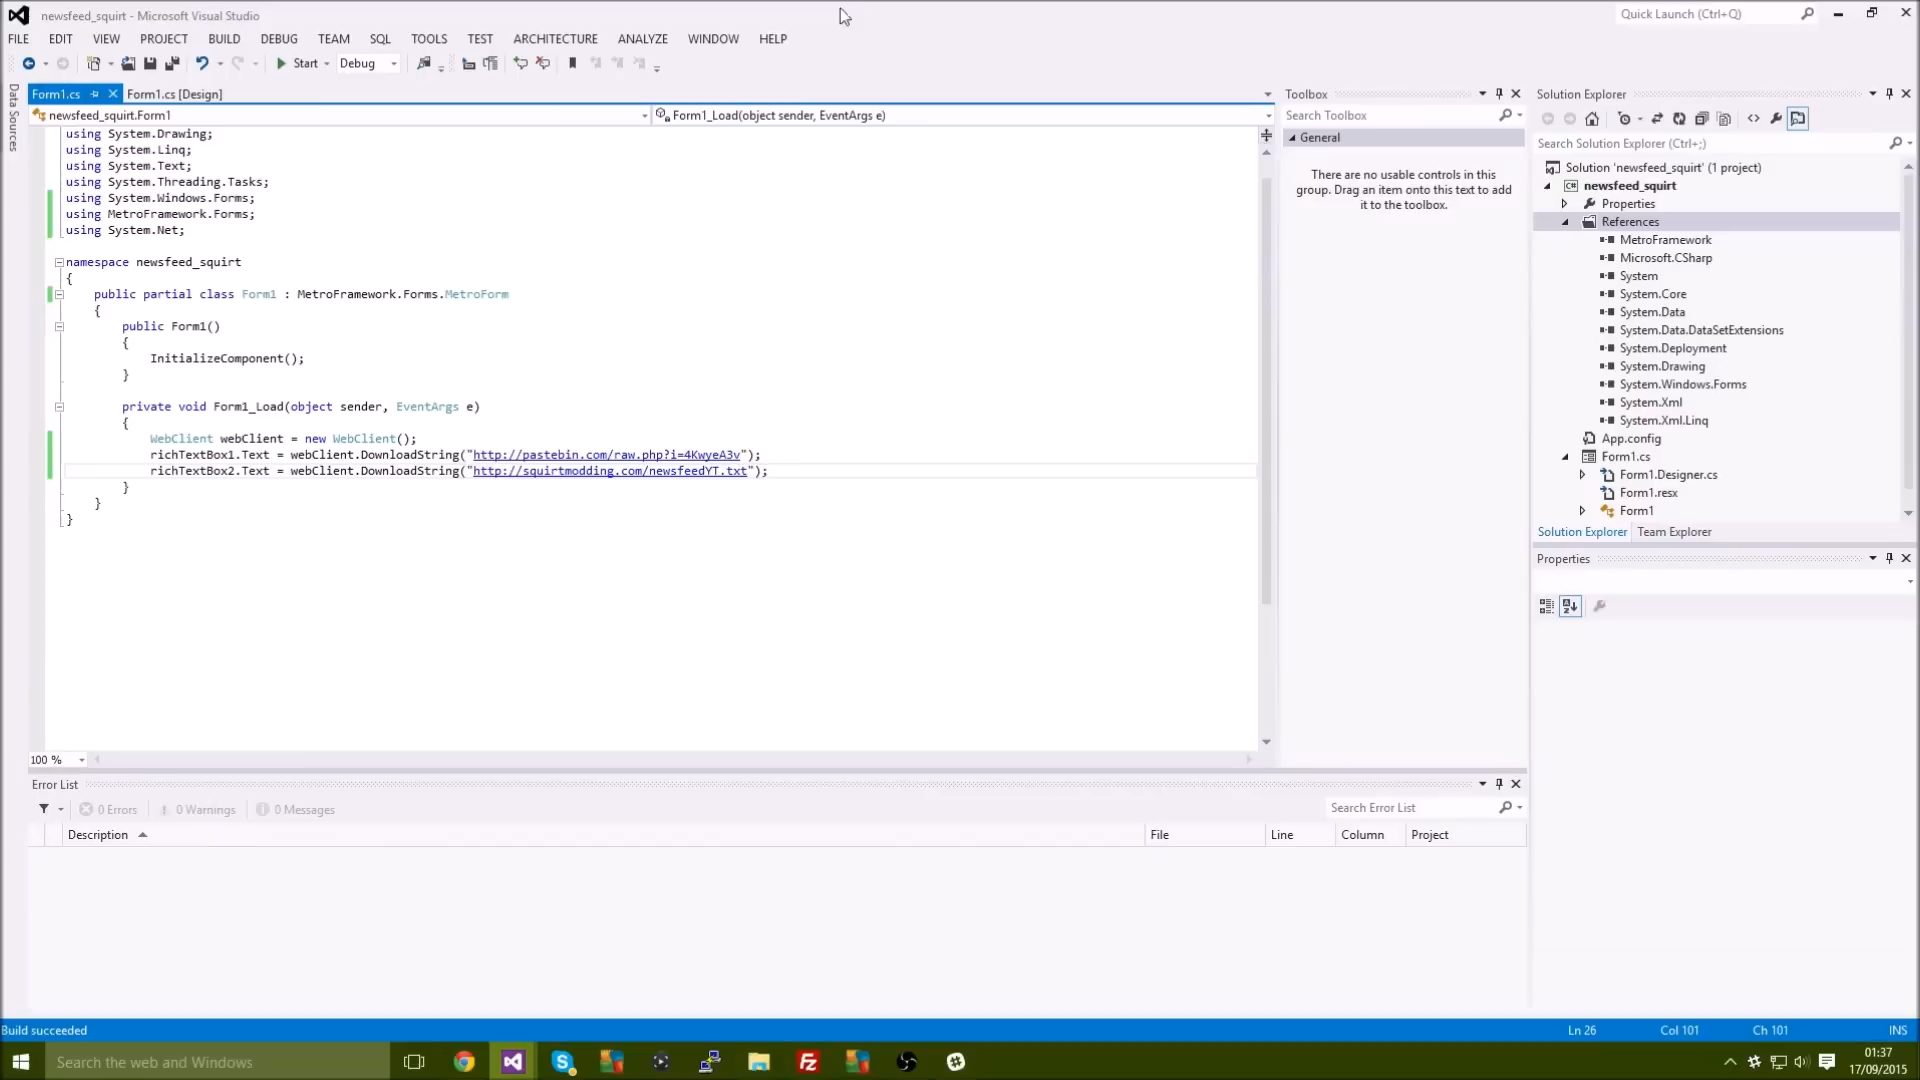 newsfeed_squirt - Microsoft Visual Studio
Quick Launch (Ctrl+Q)
FILE EDIT VIEW PROJECT BUILD DEBUG TEAM SQL TOOLS TEST ARCHITECTURE ANALYZE WINDOW HELP
Start Debug
Data Sources
Form1.cs Form1.cs [Design]
newsfeed_squirt.Form1 Form1_Load(object sender, EventArgs e)
using System.Drawing;
using System.Linq;
using System.Text;
using System.Threading.Tasks;
using System.Windows.Forms;
using MetroFramework.Forms;
using System.Net;
namespace newsfeed_squirt
{
public partial class Form1 : MetroFramework.Forms.MetroForm
{
public Form1()
{
InitializeComponent();
}
private void Form1_Load(object sender, EventArgs e)
{
WebClient webClient = new WebClient();
richTextBox1.Text = webClient.DownloadString("http://pastebin.com/raw.php?i=4KwyeA3v");
richTextBox2.Text = webClient.DownloadString("http://squirtmodding.com/newsfeedYT.txt");
}
}
}
100 %
Toolbox
Search Toolbox
General
There are no usable controls in this
group. Drag an item onto this text to add
it to the toolbox.
Solution Explorer
Search Solution Explorer (Ctrl+;)
Solution 'newsfeed_squirt' (1 project)
newsfeed_squirt
Properties
References
MetroFramework
Microsoft.CSharp
System
System.Core
System.Data
System.Data.DataSetExtensions
System.Deployment
System.Drawing
System.Windows.Forms
System.Xml
System.Xml.Linq
App.config
Form1.cs
Form1.Designer.cs
Form1.resx
Form1
Solution Explorer Team Explorer
Properties
Error List
0 Errors 0 Warnings 0 Messages
Search Error List
Description File Line Column Project
Build succeeded
Ln 26 Col 101 Ch 101 INS
Search the web and Windows
01:37
17/09/2015